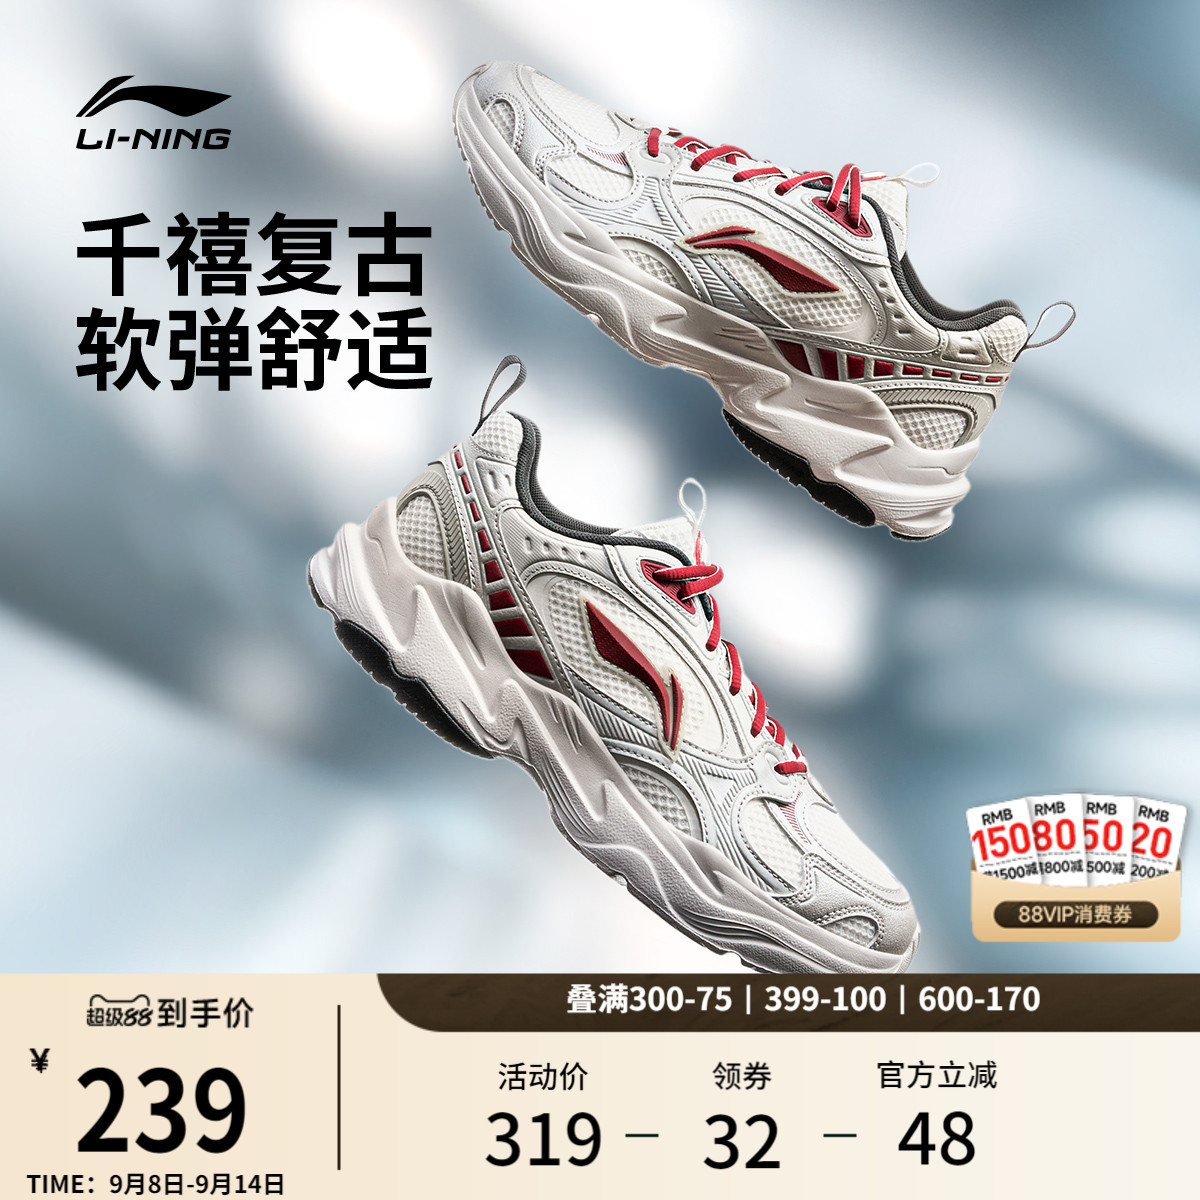 LI-NING
千禧复古
软弹舒适
RMB RMB RMB RMB
150 80 50 20
1500减 800减 500减 200减
88VIP消费券
叠满300-75 | 399-100 | 600-170
超级88 到手价
¥ 239
TIME：9月8日-9月14日
活动价 领券 官方立减
319 — 32 — 48